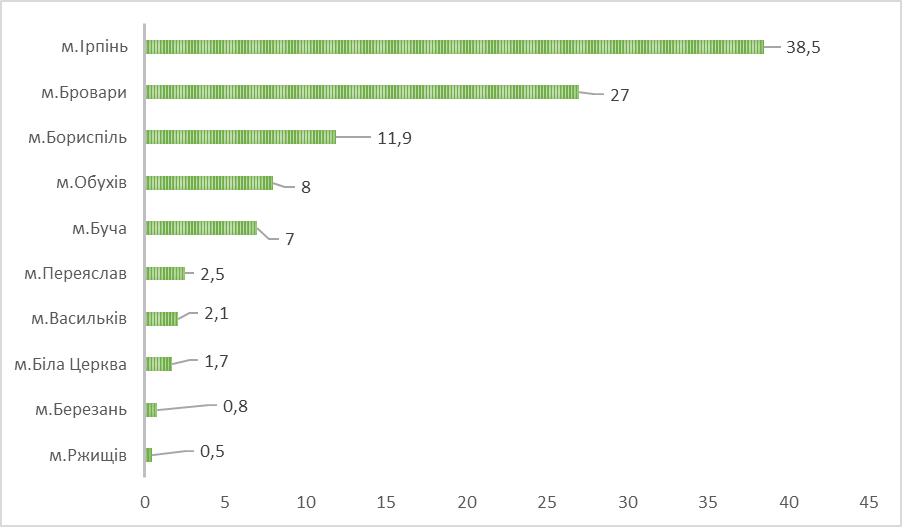 м.Ірпінь 38,5
м.Бровари 27
м.Бориспіль 11,9
м.Обухів 8
м.Буча 7
м.Переяслав 2,5
м.Васильків 2,1
м.Біла Церква 1,7
м.Березань 0,8
м.Ржищів 0,5
0 5 10 15 20 25 30 35 40 45